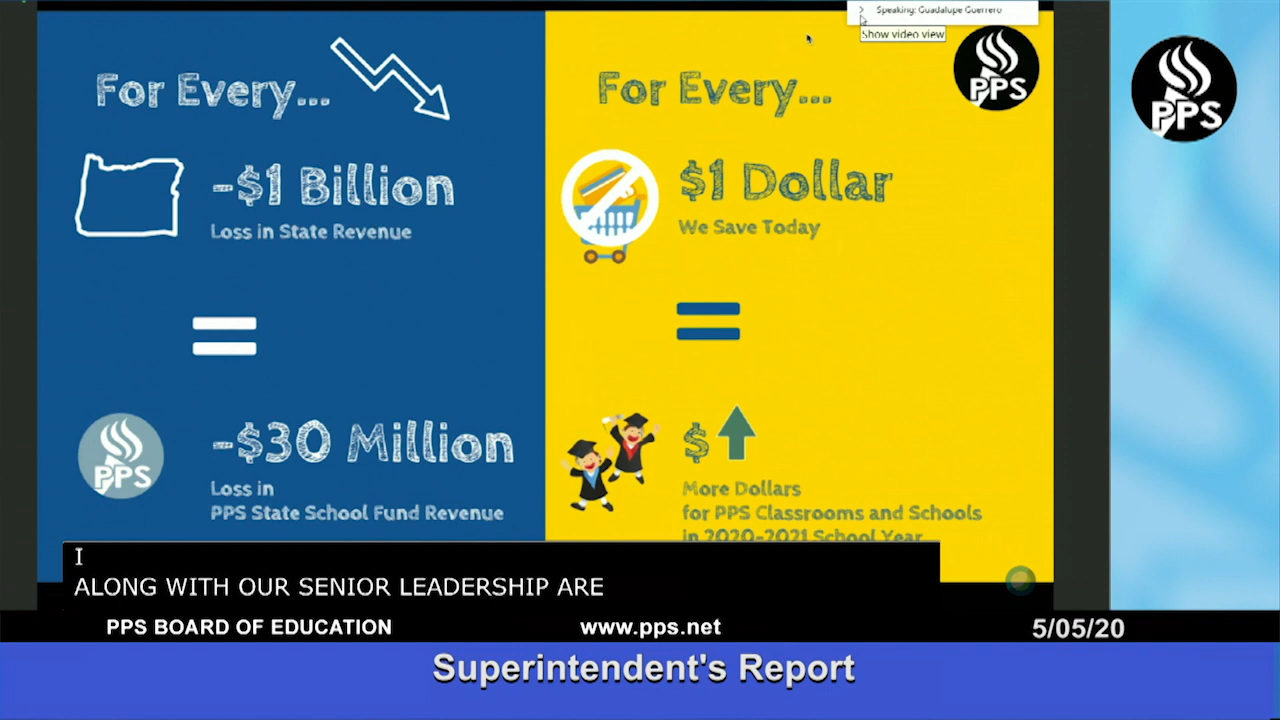 Speaking: Guadalupe Guerrero
Show video view
PPS
PPS
For Every...
-$1 Billion
Loss in State Revenue
PPS
-$30 Million
Loss in
PPS State School Fund Revenue
For Every...
$1 Dollar
We Save Today
$
More Dollars
for PPS Classrooms and Schools
in 2020-2021 School Year
I
ALONG WITH OUR SENIOR LEADERSHIP ARE
PPS BOARD OF EDUCATION www.pps.net 5/05/20
Superintendent's Report